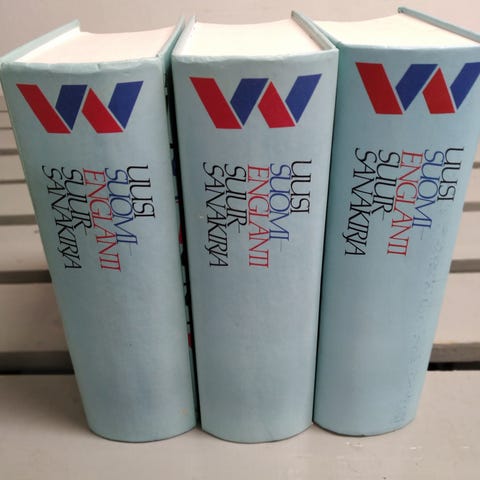 W
UUSI
SUOMI–
ENGLANTI
SUUR-
SANAKIRJA
W
UUSI
SUOMI–
ENGLANTI
SUUR-
SANAKIRJA
W
UUSI
SUOMI–
ENGLANTI
SUUR-
SANAKIRJA